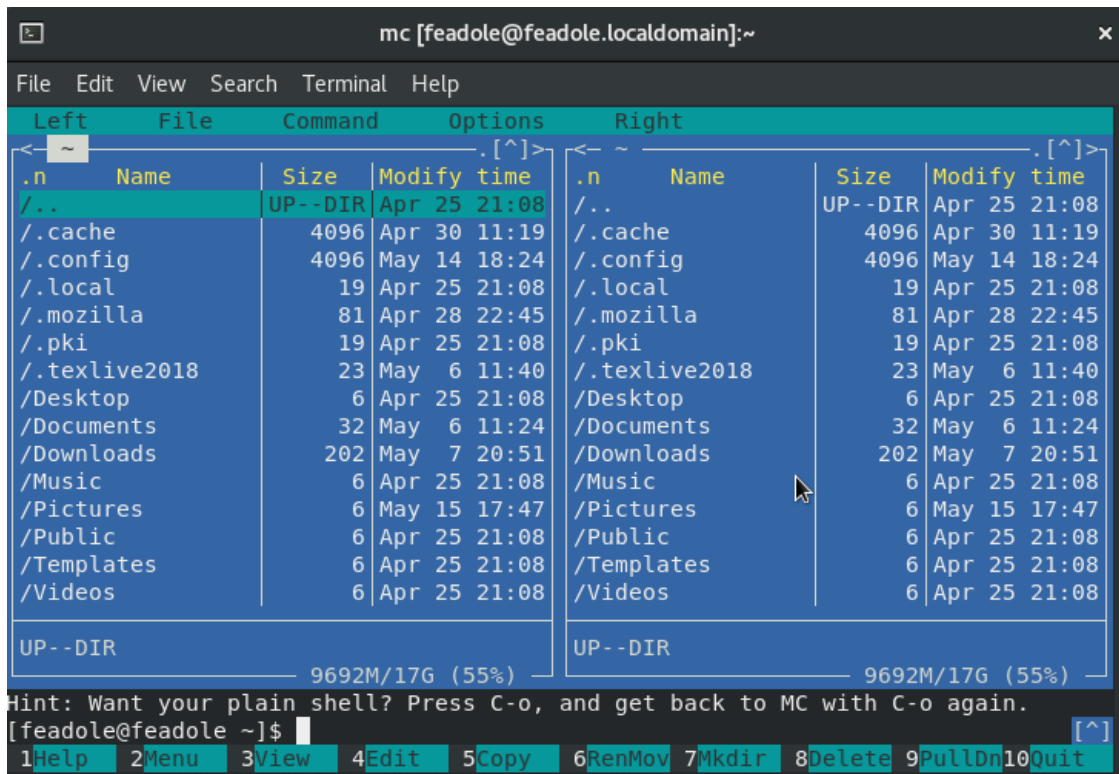 mc [feadole@feadole.localdomain]:~ ×
File Edit View Search Terminal Help
Left File Command Options Right
<─ ~ ─.[^]>
.n Name Size Modify time
/.. UP--DIR Apr 25 21:08
/.cache 4096 Apr 30 11:19
/.config 4096 May 14 18:24
/.local 19 Apr 25 21:08
/.mozilla 81 Apr 28 22:45
/.pki 19 Apr 25 21:08
/.texlive2018 23 May 6 11:40
/Desktop 6 Apr 25 21:08
/Documents 32 May 6 11:24
/Downloads 202 May 7 20:51
/Music 6 Apr 25 21:08
/Pictures 6 May 15 17:47
/Public 6 Apr 25 21:08
/Templates 6 Apr 25 21:08
/Videos 6 Apr 25 21:08
UP--DIR
9692M/17G (55%)
<─ ~ ─.[^]>
.n Name Size Modify time
/.. UP--DIR Apr 25 21:08
/.cache 4096 Apr 30 11:19
/.config 4096 May 14 18:24
/.local 19 Apr 25 21:08
/.mozilla 81 Apr 28 22:45
/.pki 19 Apr 25 21:08
/.texlive2018 23 May 6 11:40
/Desktop 6 Apr 25 21:08
/Documents 32 May 6 11:24
/Downloads 202 May 7 20:51
/Music 6 Apr 25 21:08
/Pictures 6 May 15 17:47
/Public 6 Apr 25 21:08
/Templates 6 Apr 25 21:08
/Videos 6 Apr 25 21:08
UP--DIR
9692M/17G (55%)
Hint: Want your plain shell? Press C-o, and get back to MC with C-o again.
[feadole@feadole ~]$ [^]
1Help 2Menu 3View 4Edit 5Copy 6RenMov 7Mkdir 8Delete 9PullDn 10Quit